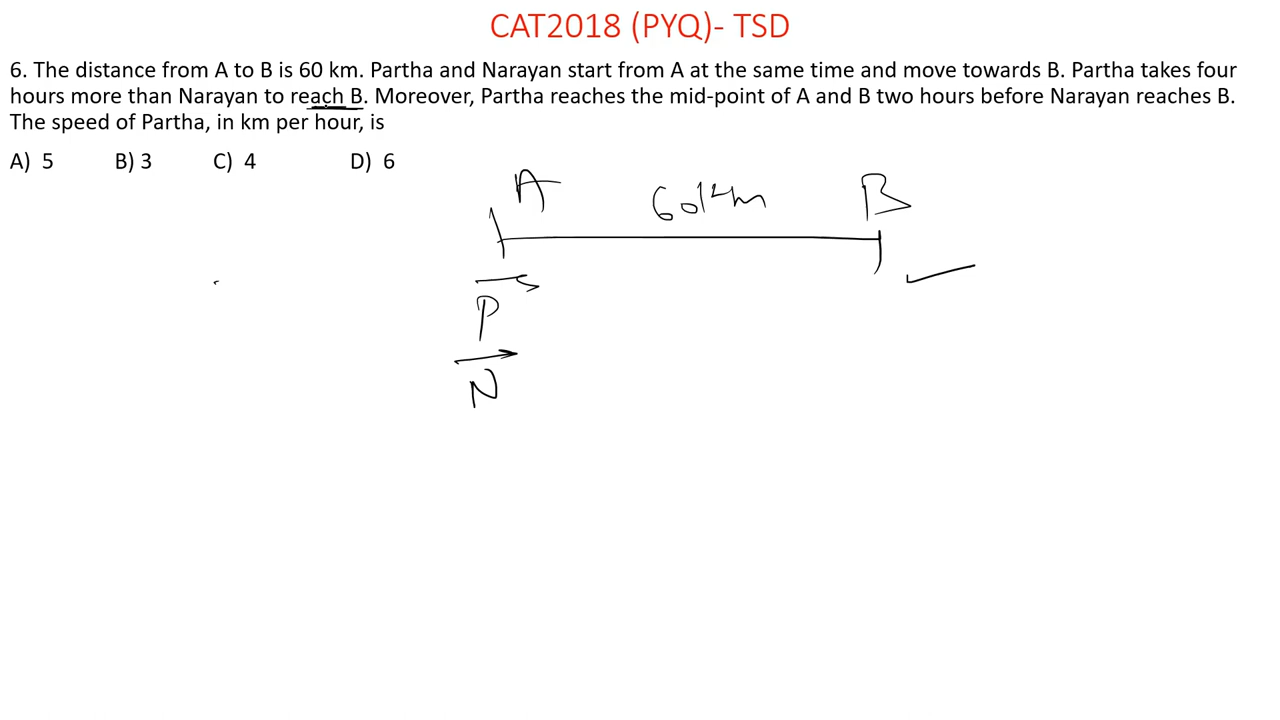 CAT2018 (PYQ)- TSD
6. The distance from A to B is 60 km. Partha and Narayan start from A at the same time and move towards B. Partha takes four
hours more than Narayan to reach B. Moreover, Partha reaches the mid-point of A and B two hours before Narayan reaches B.
The speed of Partha, in km per hour, is
A) 5 B) 3 C) 4 D) 6
A 60km B
P
N